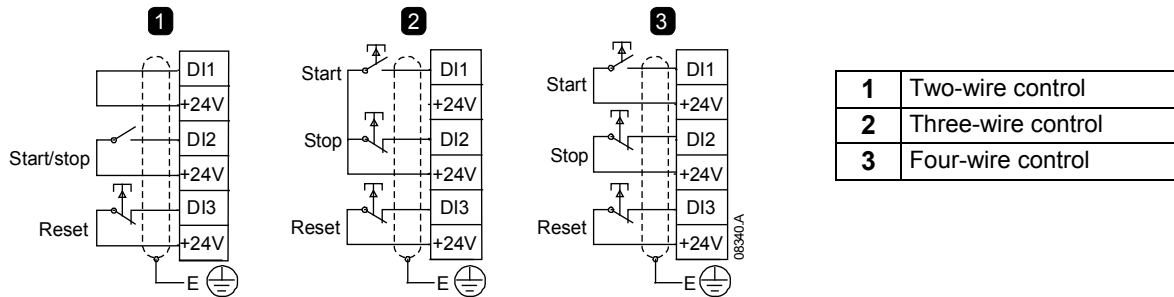 1
DI1
+24V
DI2
Start/stop
+24V
DI3
Reset
+24V
E
2
Start
DI1
+24V
Stop
DI2
+24V
DI3
Reset
+24V
E
3
Start
DI1
+24V
DI2
Stop
+24V
DI3
Reset
+24V
E
08340.A
1 Two-wire control
2 Three-wire control
3 Four-wire control